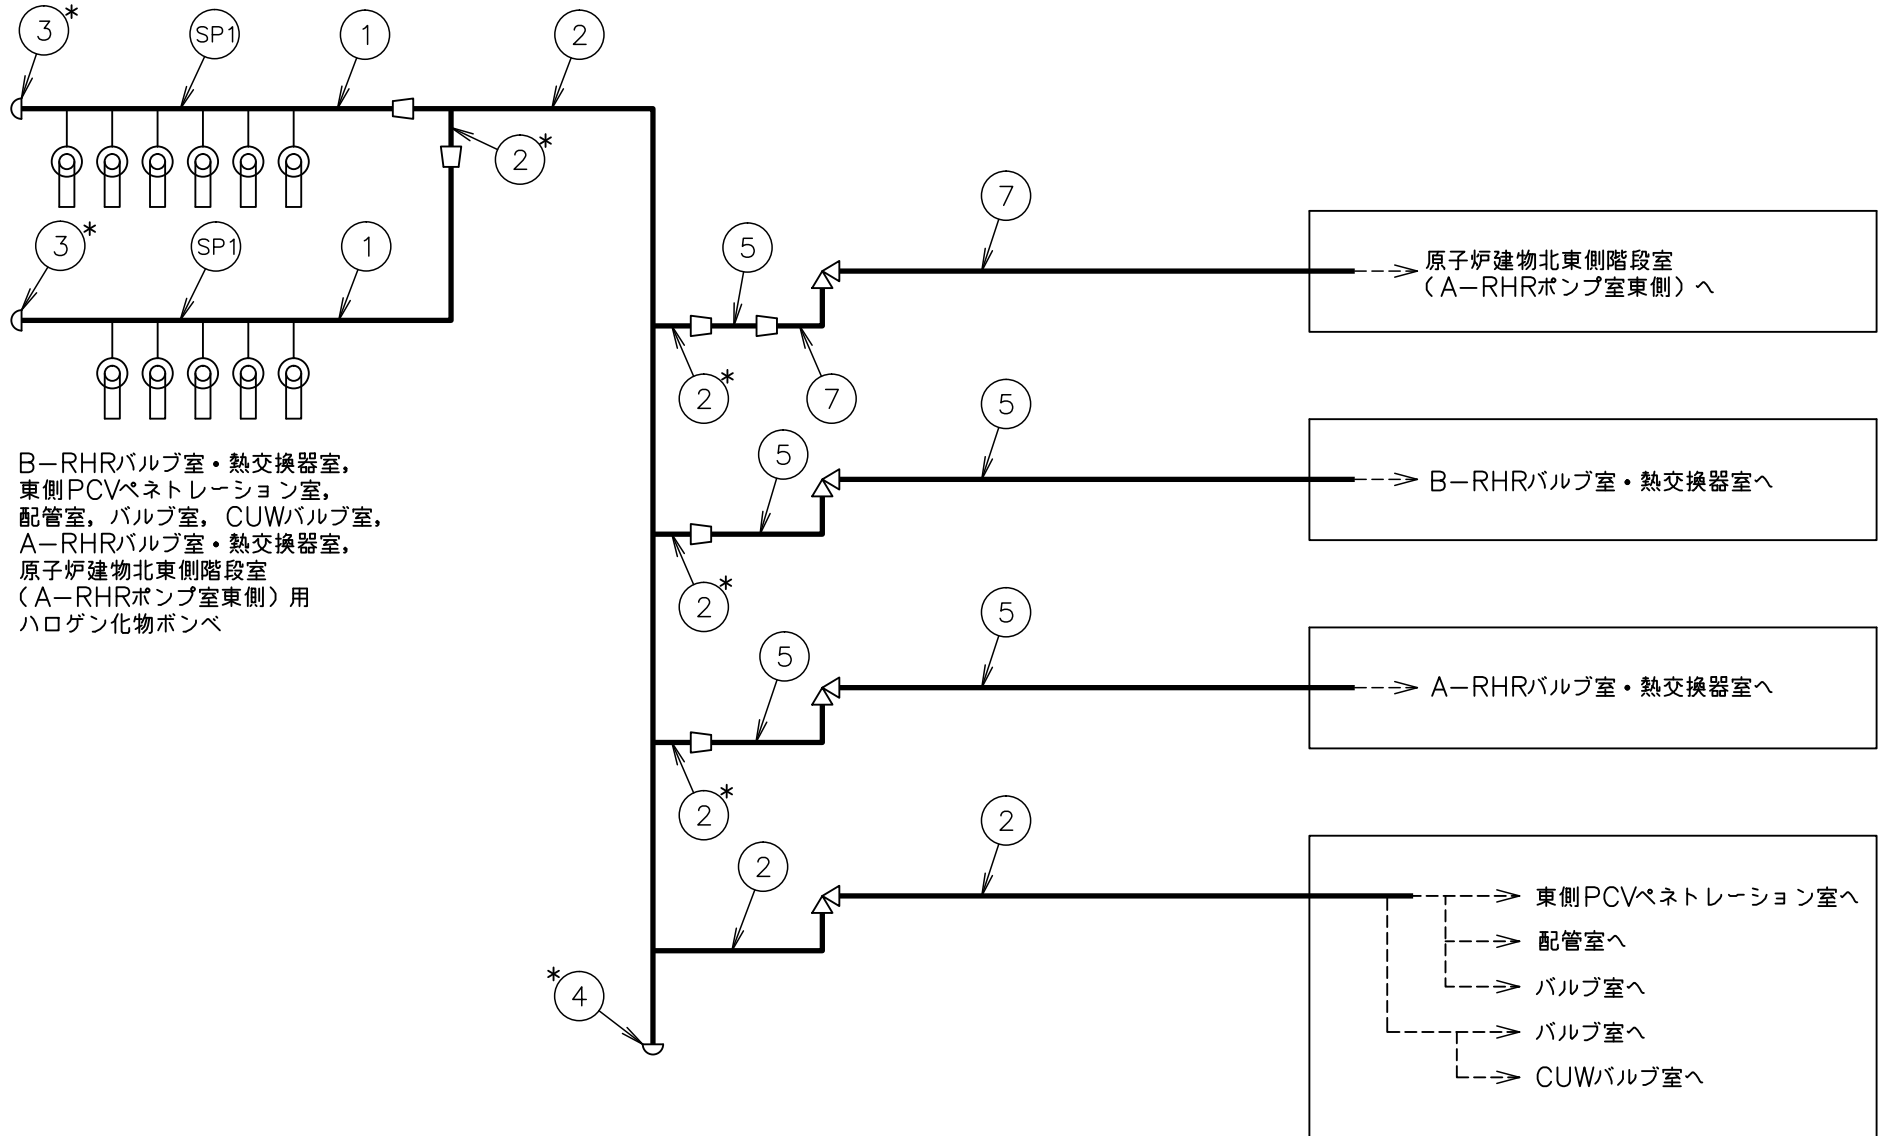 3*
SP1
1
2
2*
3*
SP1
1
7
5
原子炉建物北東側階段室
（A－RHRポンプ室東側）へ
2*
7
5
5
B－RHRバルブ室・熱交換器室へ
2*
B－RHRバルブ室・熱交換器室，
東側PCVペネトレーション室，
配管室，バルブ室，CUWバルブ室，
A－RHRバルブ室・熱交換器室，
原子炉建物北東側階段室
（A－RHRポンプ室東側）用
ハロゲン化物ボンベ
5
5
A－RHRバルブ室・熱交換器室へ
2*
2
2
東側PCVペネトレーション室へ
配管室へ
バルブ室へ
バルブ室へ
CUWバルブ室へ
*4